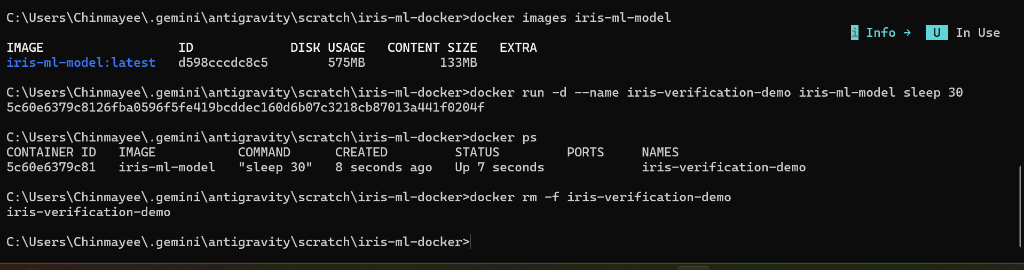 C:\Users\Chinmayee\.gemini\antigravity\scratch\iris-ml-docker>docker images iris-ml-model
i Info → U In Use
IMAGE ID DISK USAGE CONTENT SIZE EXTRA
iris-ml-model:latest d598cccdc8c5 575MB 133MB
C:\Users\Chinmayee\.gemini\antigravity\scratch\iris-ml-docker>docker run -d --name iris-verification-demo iris-ml-model sleep 30
5c60e6379c8126fba0596f5fe419bcddec160d6b07c3218cb87013a441f0204f
C:\Users\Chinmayee\.gemini\antigravity\scratch\iris-ml-docker>docker ps
CONTAINER ID IMAGE COMMAND CREATED STATUS PORTS NAMES
5c60e6379c81 iris-ml-model "sleep 30" 8 seconds ago Up 7 seconds iris-verification-demo
C:\Users\Chinmayee\.gemini\antigravity\scratch\iris-ml-docker>docker rm -f iris-verification-demo
iris-verification-demo
C:\Users\Chinmayee\.gemini\antigravity\scratch\iris-ml-docker>